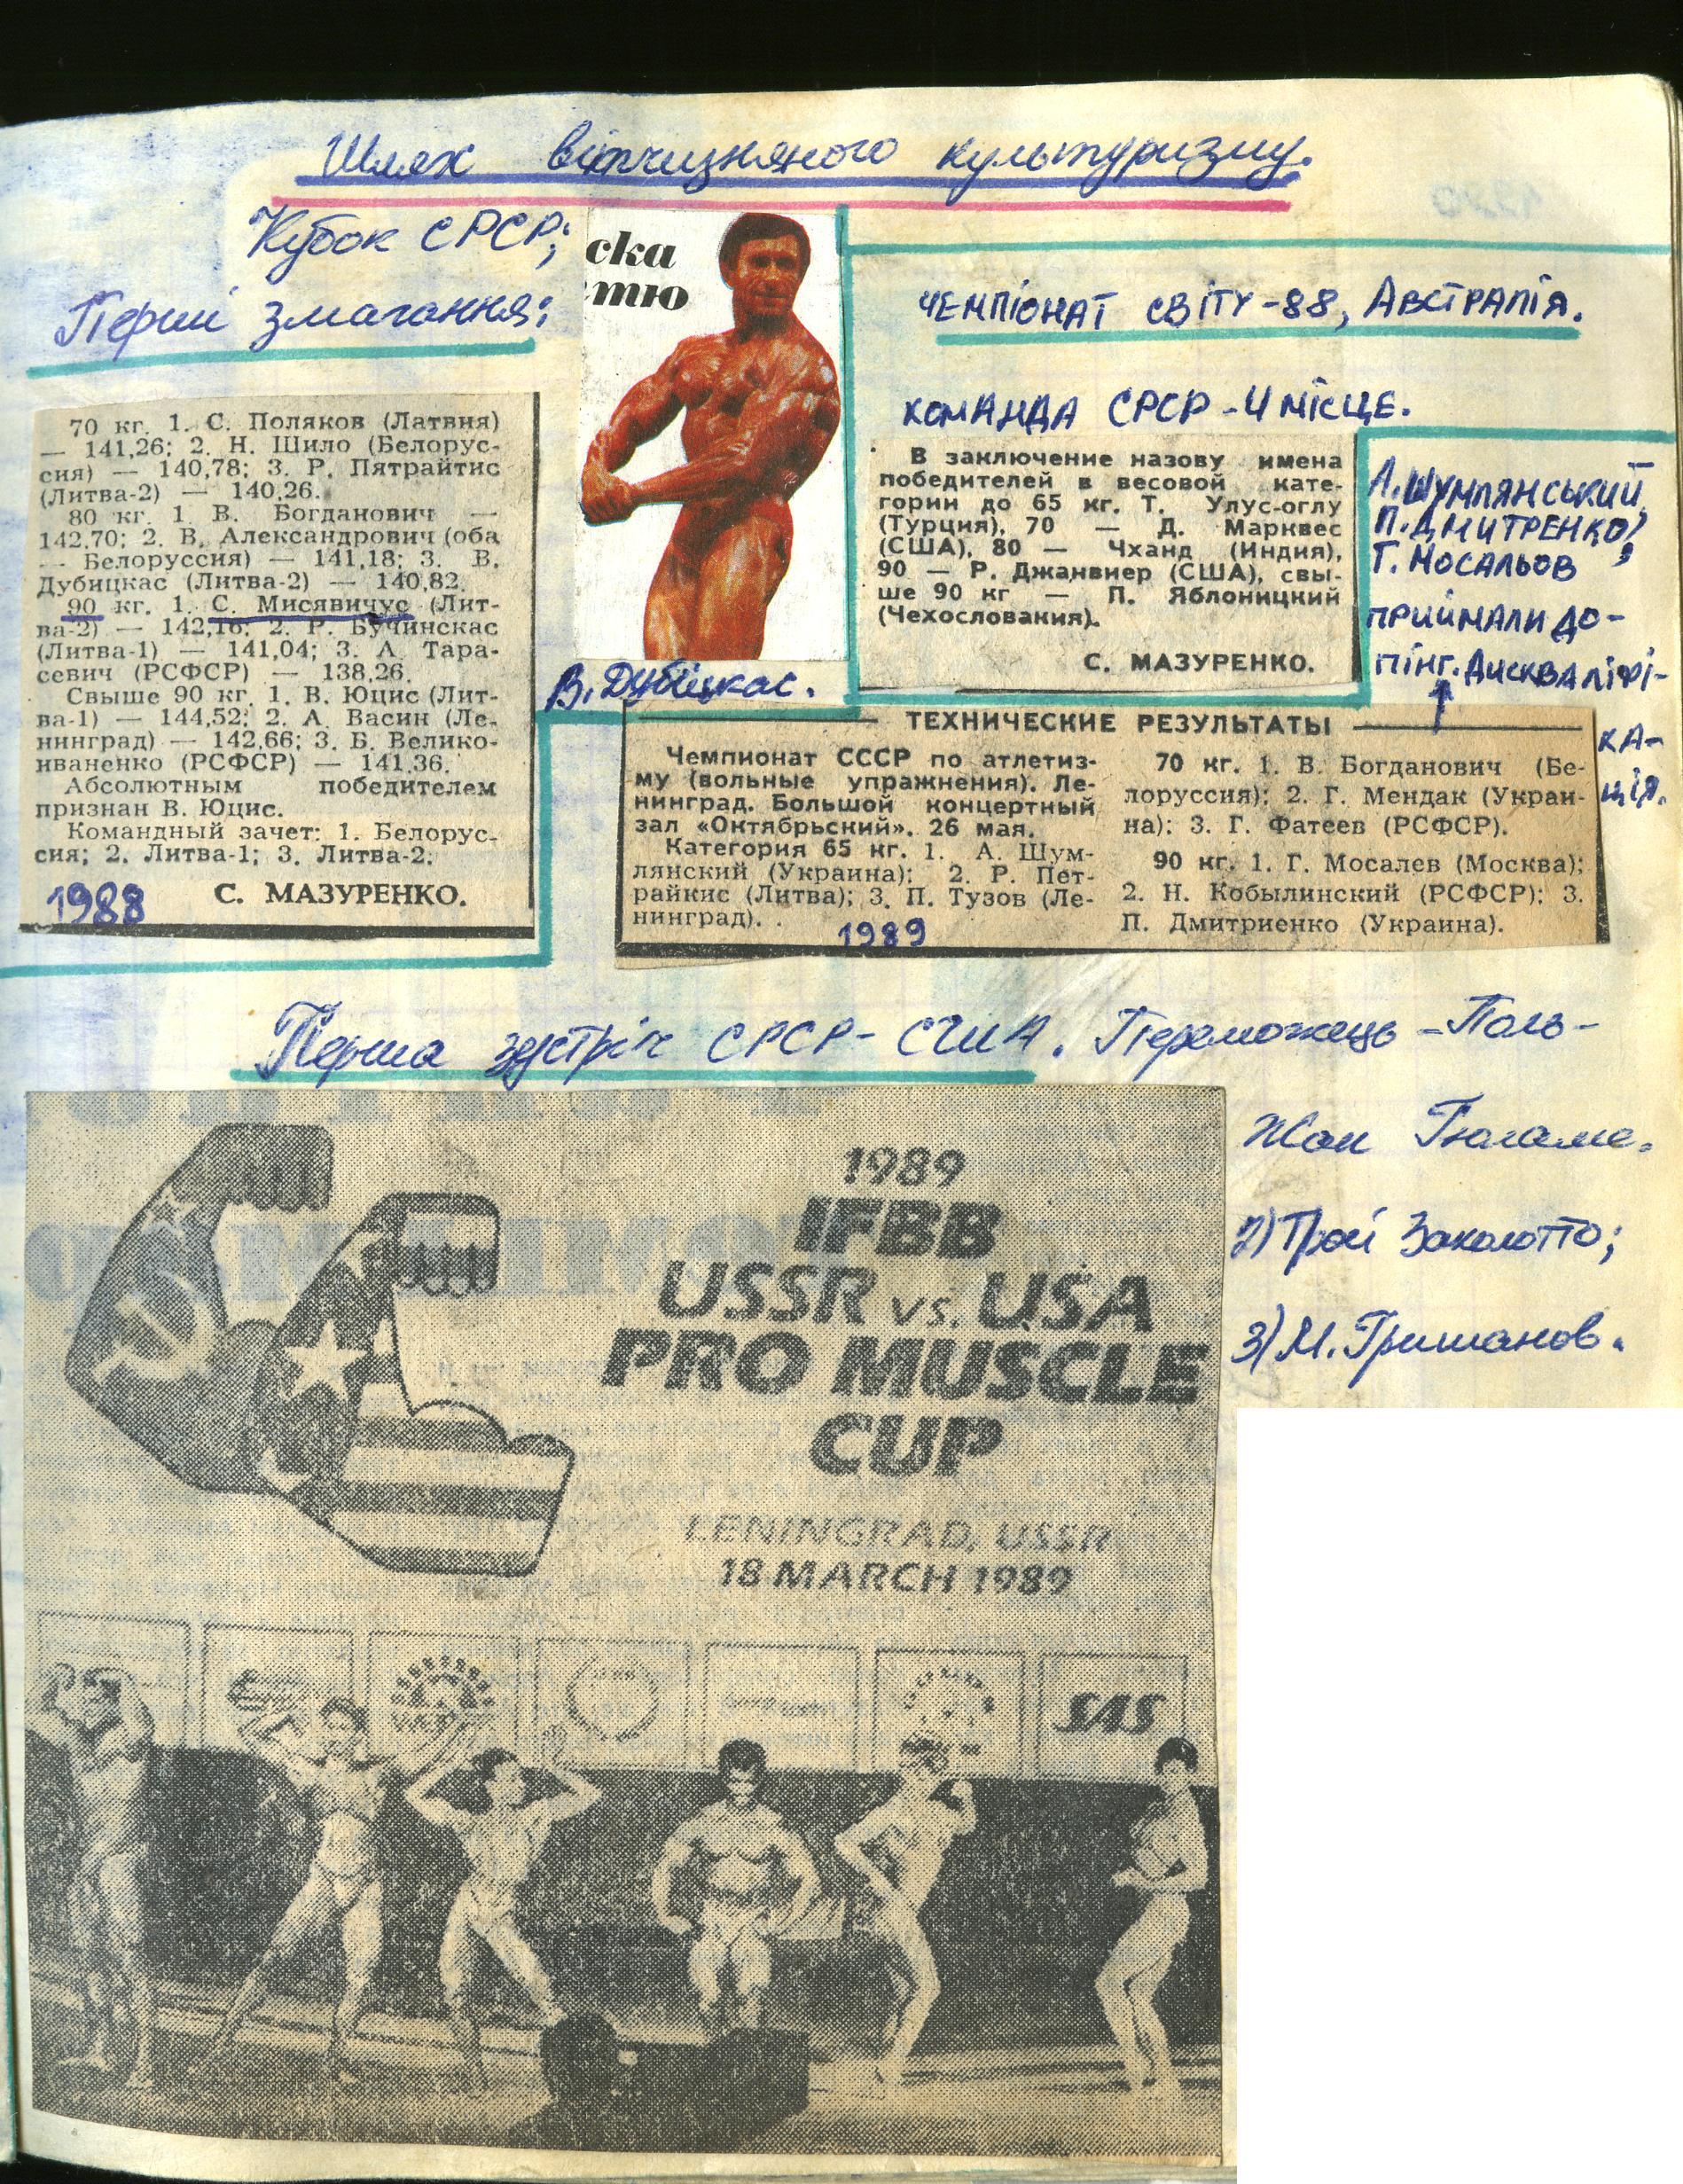 Шлях вітчизняного культуризму.
Кубок СРСР;
Перші змагання:
ска
тю
В. Дубіцкас.
70 кг. 1. С. Поляков (Латвия)
— 141,26; 2. Н. Шило (Белорус-
сия) — 140,78; 3. Р. Пятрайтис
(Литва-2) — 140,26.
80 кг. 1. В. Богданович —
142,70; 2. В. Александрович (оба
— Белоруссия) — 141,18; 3. В.
Дубицкас (Литва-2) — 140,82.
90 кг. 1. С. Мисявичус (Лит-
ва-2) — 142,16; 2. Р. Бучинскас
(Литва-1) — 141,04; 3. А. Тара-
севич (РСФСР) — 138,26.
Свыше 90 кг. 1. В. Юцис (Лит-
ва-1) — 144,52; 2. А. Васин (Ле-
нинград) — 142,66; 3. Б. Велико-
иваненко (РСФСР) — 141,36.
Абсолютным победителем
признан В. Юцис.
Командный зачет: 1. Белорус-
сия; 2. Литва-1; 3. Литва-2.
1988 С. МАЗУРЕНКО.
ЧЕМПІОНАТ СВІТУ-88, АВСТРАЛІЯ.
КОМАНДА СРСР - 4 МІСЦЕ.
В заключение назову имена
победителей в весовой кате-
гории до 65 кг. Т. Улус-оглу
(Турция), 70 — Д. Марквес
(США), 80 — Чханд (Индия),
90 — Р. Джанвиер (США), свы-
ше 90 кг — П. Яблоницкий
(Чехословакия).
С. МАЗУРЕНКО.
А. ШУМЛЯНСЬКИЙ,
П. ДМИТРЕНКО,
Г. МОСАЛЬОВ
ПРИЙМАЛИ ДО-
ПІНГ. ДИСКВАЛІФІ-
КА-
ЦІЯ.
ТЕХНИЧЕСКИЕ РЕЗУЛЬТАТЫ
Чемпионат СССР по атлетиз-
му (вольные упражнения). Ле-
нинград. Большой концертный
зал «Октябрьский». 26 мая.
Категория 65 кг. 1. А. Шум-
лянский (Украина); 2. Р. Пет-
райкис (Литва); 3. П. Тузов (Ле-
нинград).
1989
70 кг. 1. В. Богданович (Бе-
лоруссия); 2. Г. Мендак (Украи-
на); 3. Г. Фатеев (РСФСР).
90 кг. 1. Г. Мосалев (Москва);
2. Н. Кобылинский (РСФСР); 3.
П. Дмитриенко (Украина).
Перша зустріч СРСР-США. Переможець - Поль-
Жан Гюгаме.
2) Трой Заколотто;
3) М. Гришанов.
1989
IFBB
USSR vs. USA
PRO MUSCLE
CUP
LENINGRAD, USSR
18 MARCH 1989
SAS